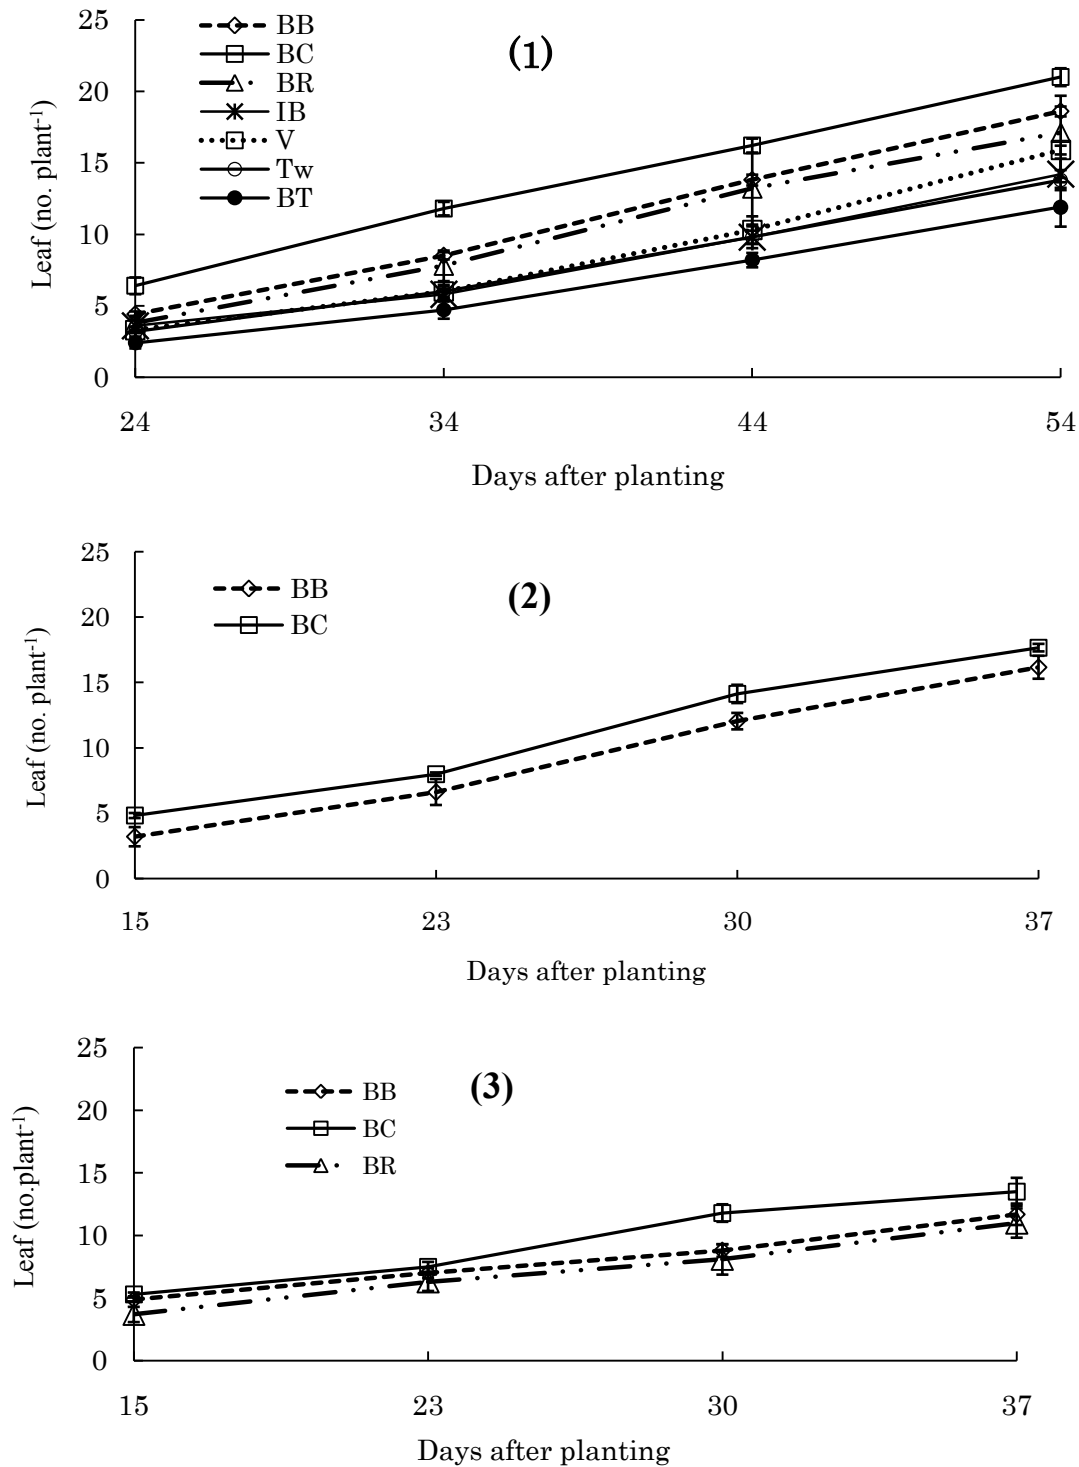 (1)
BB
BC
BR
IB
V
Tw
BT
25
20
15
10
5
0
Leaf (no. plant-1)
24 34 44 54
Days after planting
(2)
BB
BC
25
20
15
10
5
0
Leaf (no. plant-1)
15 23 30 37
Days after planting
(3)
BB
BC
BR
25
20
15
10
5
0
Leaf (no.plant-1)
15 23 30 37
Days after planting